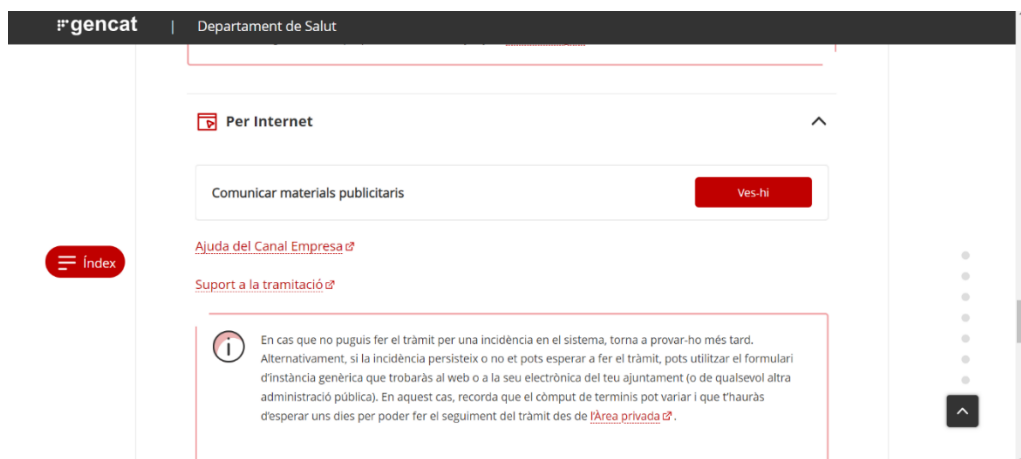 gencat | Departament de Salut
Per Internet
Comunicar materials publicitaris
Ves-hi
Ajuda del Canal Empresa
Índex
Suport a la tramitació
En cas que no puguis fer el tràmit per una incidència en el sistema, torna a provar-ho més tard.
Alternativament, si la incidència persisteix o no et pots esperar a fer el tràmit, pots utilitzar el formulari
d'instància genèrica que trobaràs al web o a la seu electrònica del teu ajuntament (o de qualsevol altra
administració pública). En aquest cas, recorda que el còmput de terminis pot variar i que t'hauràs
d'esperar uns dies per poder fer el seguiment del tràmit des de l'Àrea privada.